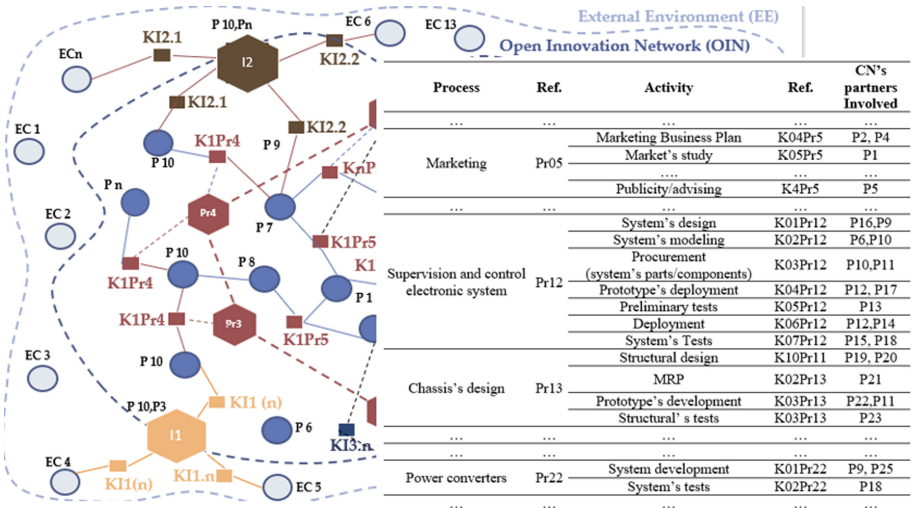 External Environment (EE)
Open Innovation Network (OIN)
P 10,Pn
EC 6
EC 13
ECn
KI2.1
I2
KI2.2
KI2.1
KI2.2
EC 1
P 10
K1Pr4
P 9
P n
Pr4
P 7
K1Pr5
EC 2
K1Pr4
P 10
P 8
K1
P 1
K1Pr4
Pr3
K1Pr5
EC 3
P 10
P 10,P3
KI1 (n)
I1
P 6
KI3.n
EC 4
KI1(n)
KI1.n
EC 5
Process Ref. Activity Ref. CN's partners Involved
… … … … …
Marketing Pr05
Marketing Business Plan K04Pr5 P2, P4
Market's study K05Pr5 P1
…. … …
Publicity/advising K4Pr5 P5
… … … … …
Supervision and control electronic system Pr12
System's design K01Pr12 P16,P9
System's modeling K02Pr12 P6,P10
Procurement (system's parts/components) K03Pr12 P10,P11
Prototype's deployment K04Pr12 P12, P17
Preliminary tests K05Pr12 P13
Deployment K06Pr12 P12,P14
System's Tests K07Pr12 P15, P18
Chassis's design Pr13
Structural design K10Pr11 P19, P20
MRP K02Pr13 P21
Prototype's development K03Pr13 P22,P11
Structural' s tests K03Pr13 P23
… … … … …
… … … … …
Power converters Pr22
System development K01Pr22 P9, P25
System's tests K02Pr22 P18
… … … … …